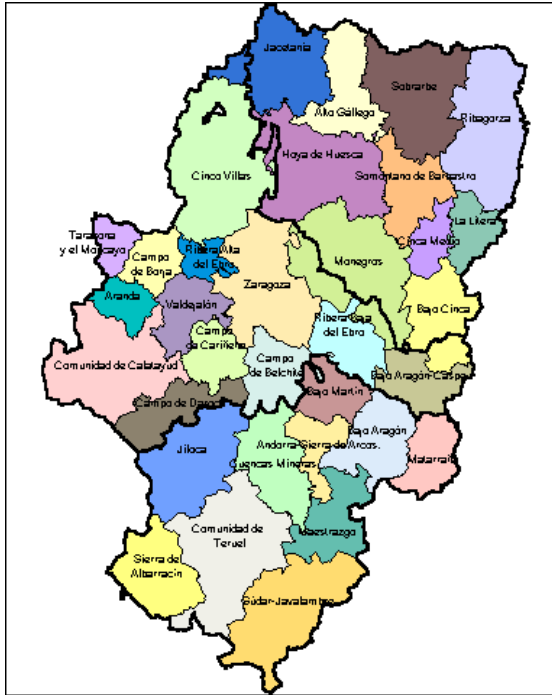 Jacetania
Alto Gállego
Sobrarbe
Ribagorza
Hoya de Huesca
Somontano de Barbastro
Cinco Villas
La Litera
Cinca Medio
Tarazona
y el Moncayo
Campo
de Borja
Ribera Alta
del Ebro
Monegros
Zaragoza
Aranda
Valdejalón
Bajo Cinca
Ribera Baja
del Ebro
Campo
de Cariñena
Comunidad de Calatayud
Campo
de Belchite
Bajo Aragón-Caspe
Campo de Daroca
Bajo Martín
Jiloca
Andorra-Sierra de Arcos.
Bajo Aragón
Cuencas Mineras
Matarraña
Comunidad de
Teruel
Maestrazgo
Sierra de
Albarracín
Gúdar-Javalambre